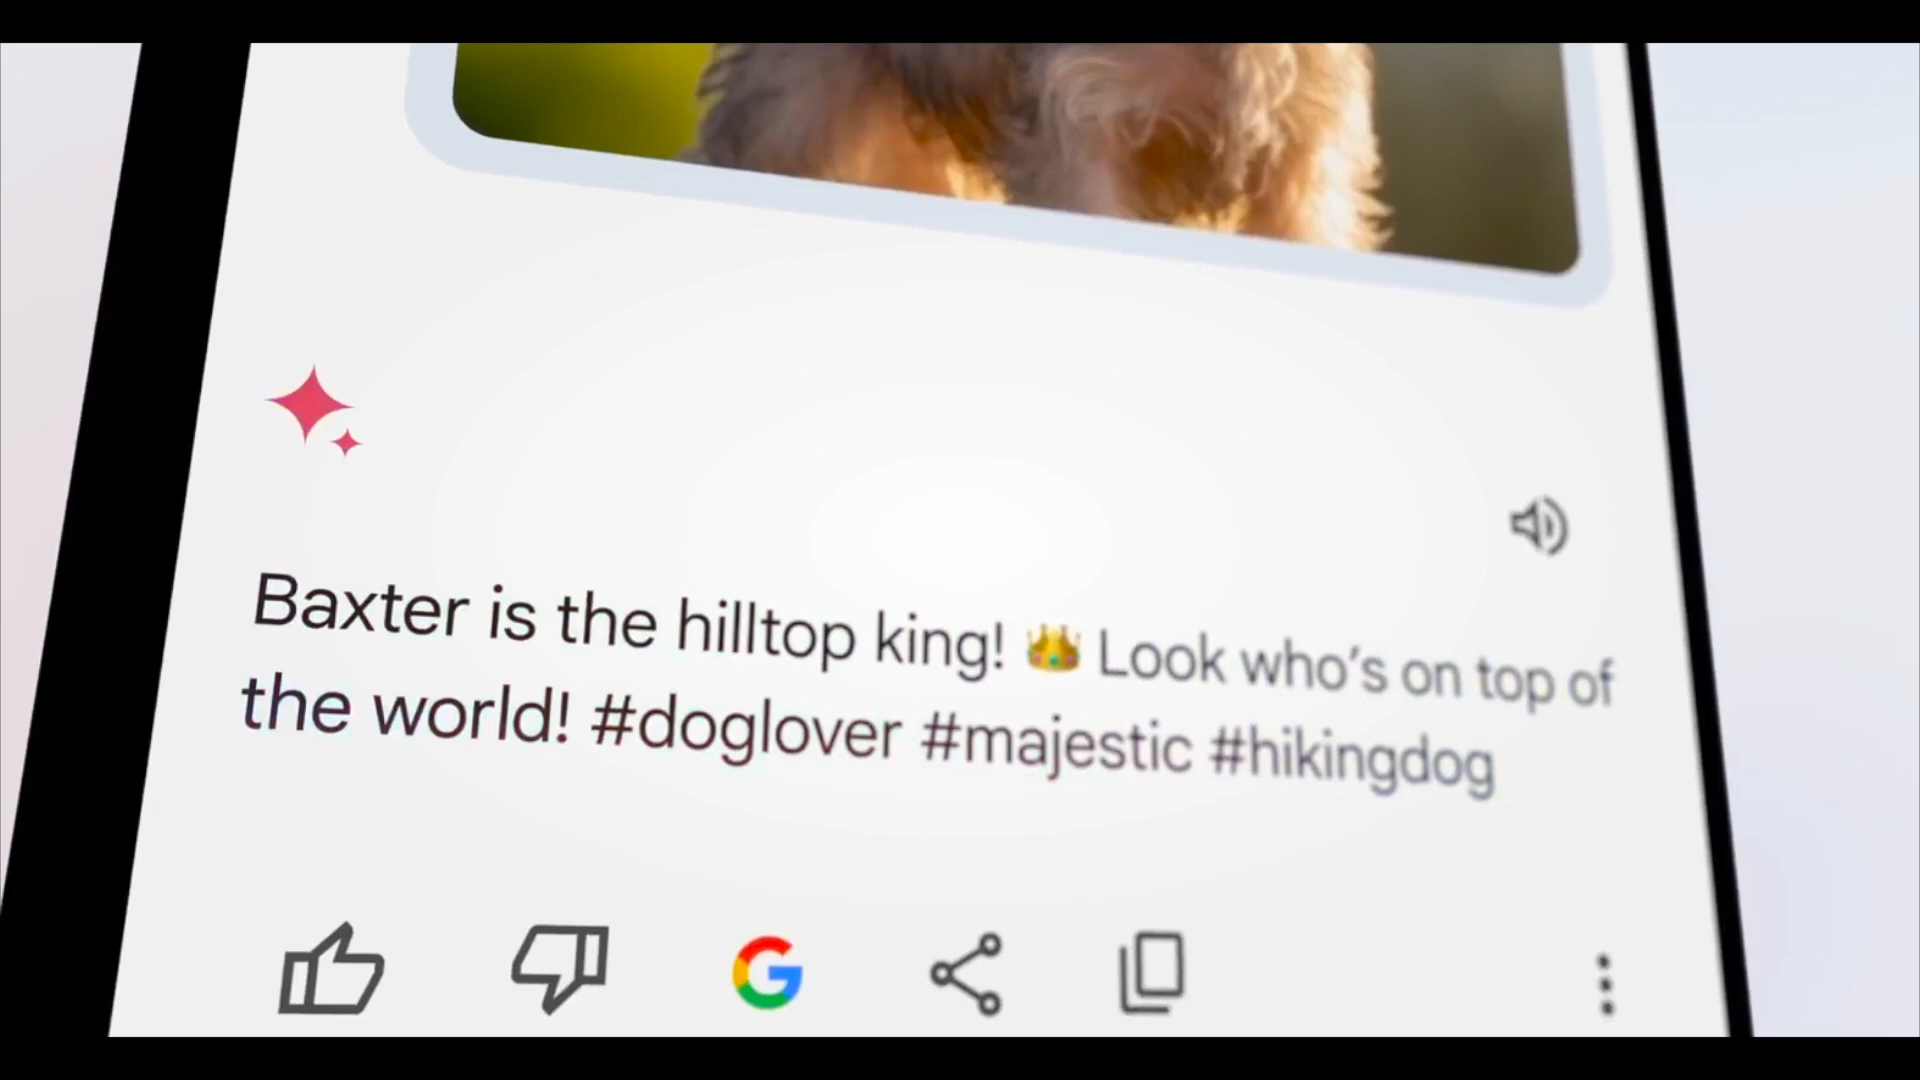 Baxter is the hilltop king! 👑 Look who's on top of
the world! #doglover #majestic #hikingdog